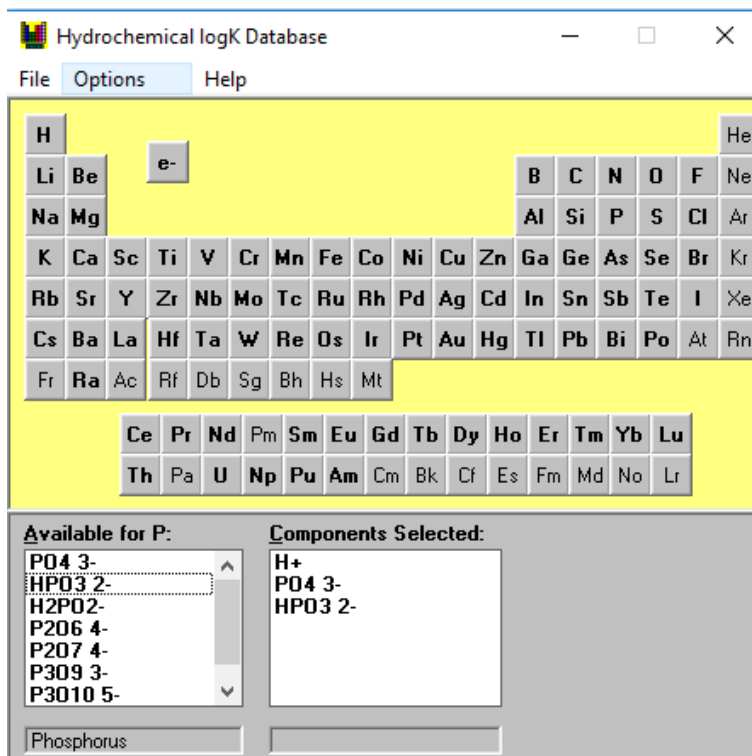 Hydrochemical logK Database
File Options Help
H He
e-
Li Be B C N O F Ne
Na Mg Al Si P S Cl Ar
K Ca Sc Ti V Cr Mn Fe Co Ni Cu Zn Ga Ge As Se Br Kr
Rb Sr Y Zr Nb Mo Tc Ru Rh Pd Ag Cd In Sn Sb Te I Xe
Cs Ba La Hf Ta W Re Os Ir Pt Au Hg Tl Pb Bi Po At Rn
Fr Ra Ac Rf Db Sg Bh Hs Mt
Ce Pr Nd Pm Sm Eu Gd Tb Dy Ho Er Tm Yb Lu
Th Pa U Np Pu Am Cm Bk Cf Es Fm Md No Lr
Available for P:
PO4 3-
HPO3 2-
H2PO2-
P2O6 4-
P2O7 4-
P3O9 3-
P3O10 5-
Phosphorus
Components Selected:
H+
PO4 3-
HPO3 2-